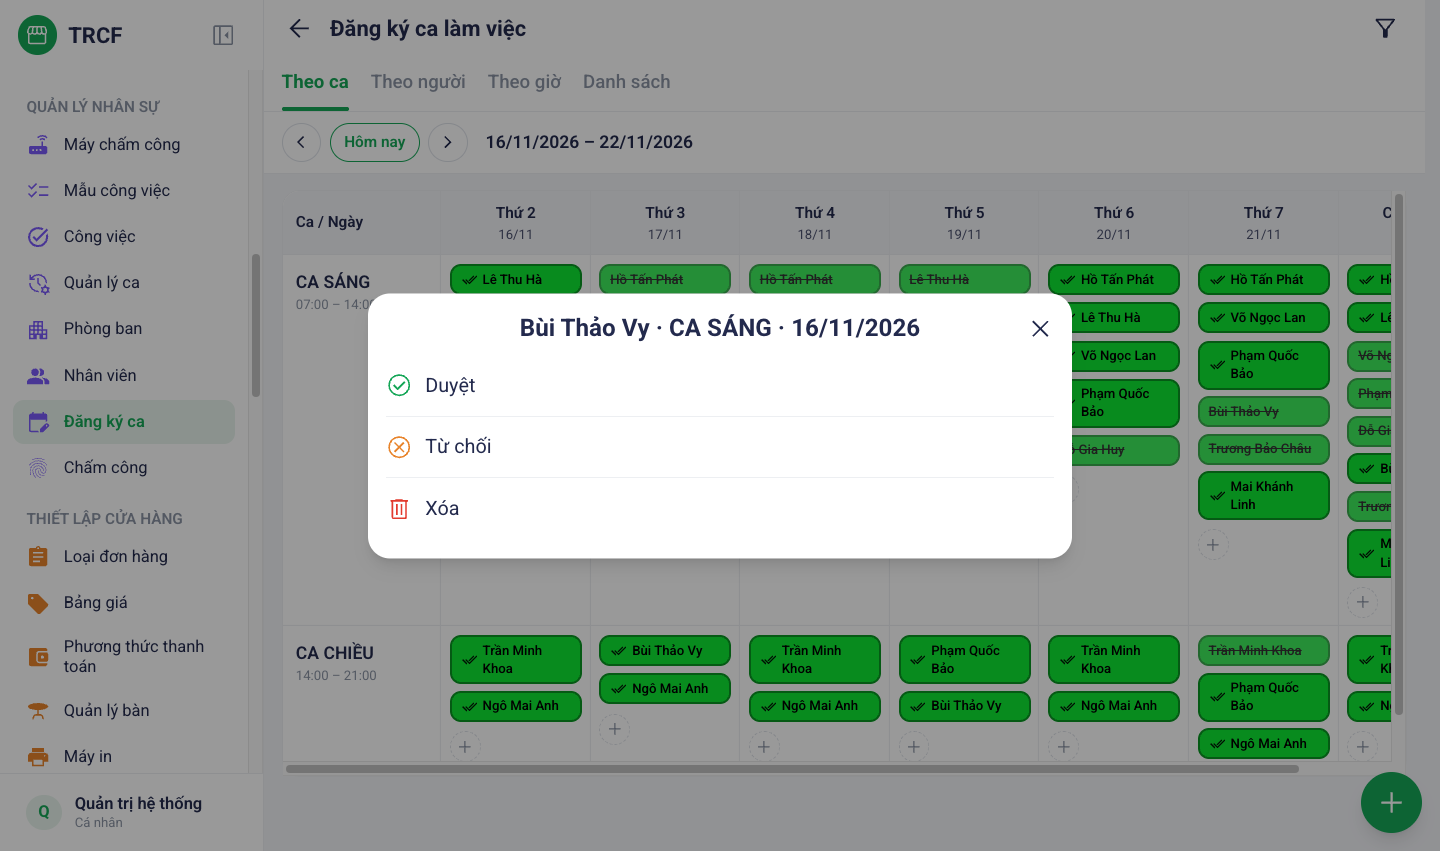 TRCF
QUẢN LÝ NHÂN SỰ
Máy chấm công
Mẫu công việc
Công việc
Quản lý ca
Phòng ban
Nhân viên
Đăng ký ca
Chấm công
THIẾT LẬP CỬA HÀNG
Loại đơn hàng
Bảng giá
Phương thức thanh
toán
Quản lý bàn
Máy in
Q
Quản trị hệ thống
Cá nhân
Đăng ký ca làm việc
Theo ca Theo người Theo giờ Danh sách
Hôm nay 16/11/2026 – 22/11/2026
Ca / Ngày
Thứ 2 Thứ 3 Thứ 4 Thứ 5 Thứ 6 Thứ 7
16/11 17/11 18/11 19/11 20/11 21/11
CA SÁNG
07:00 – 14:00
Lê Thu Hà
Hồ Tấn Phát
Hồ Tấn Phát
Lê Thu Hà
Hồ Tấn Phát
Lê Thu Hà
Võ Ngọc Lan
Phạm Quốc
Bảo
Gia Huy
Hồ Tấn Phát
Võ Ngọc Lan
Phạm Quốc
Bảo
Bùi Thảo Vy
Trương Bảo Châu
Mai Khánh
Linh
Bùi Thảo Vy · CA SÁNG · 16/11/2026
Duyệt
Từ chối
Xóa
CA CHIỀU
14:00 – 21:00
Trần Minh
Khoa
Ngô Mai Anh
Bùi Thảo Vy
Ngô Mai Anh
Trần Minh
Khoa
Ngô Mai Anh
Phạm Quốc
Bảo
Bùi Thảo Vy
Trần Minh
Khoa
Ngô Mai Anh
Trần Minh Khoa
Phạm Quốc
Bảo
Ngô Mai Anh